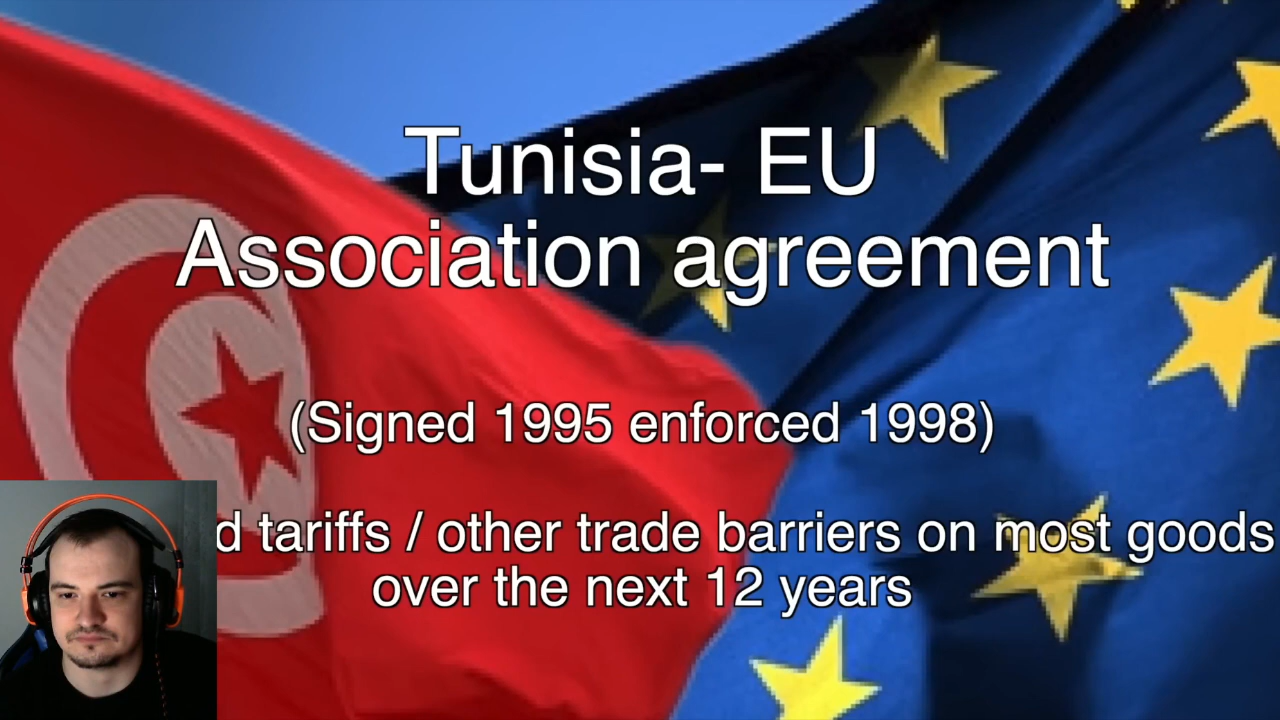 Tunisia- EU
Association agreement
(Signed 1995 enforced 1998)
d tariffs / other trade barriers on most goods
over the next 12 years